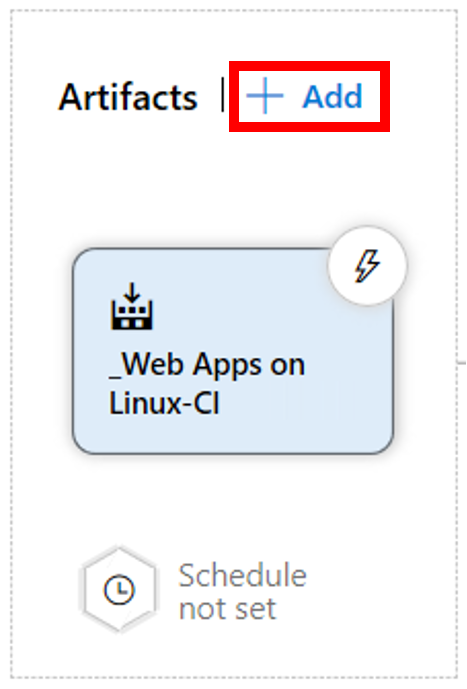 Artifacts | + Add
_Web Apps on
Linux-CI
Schedule
not set